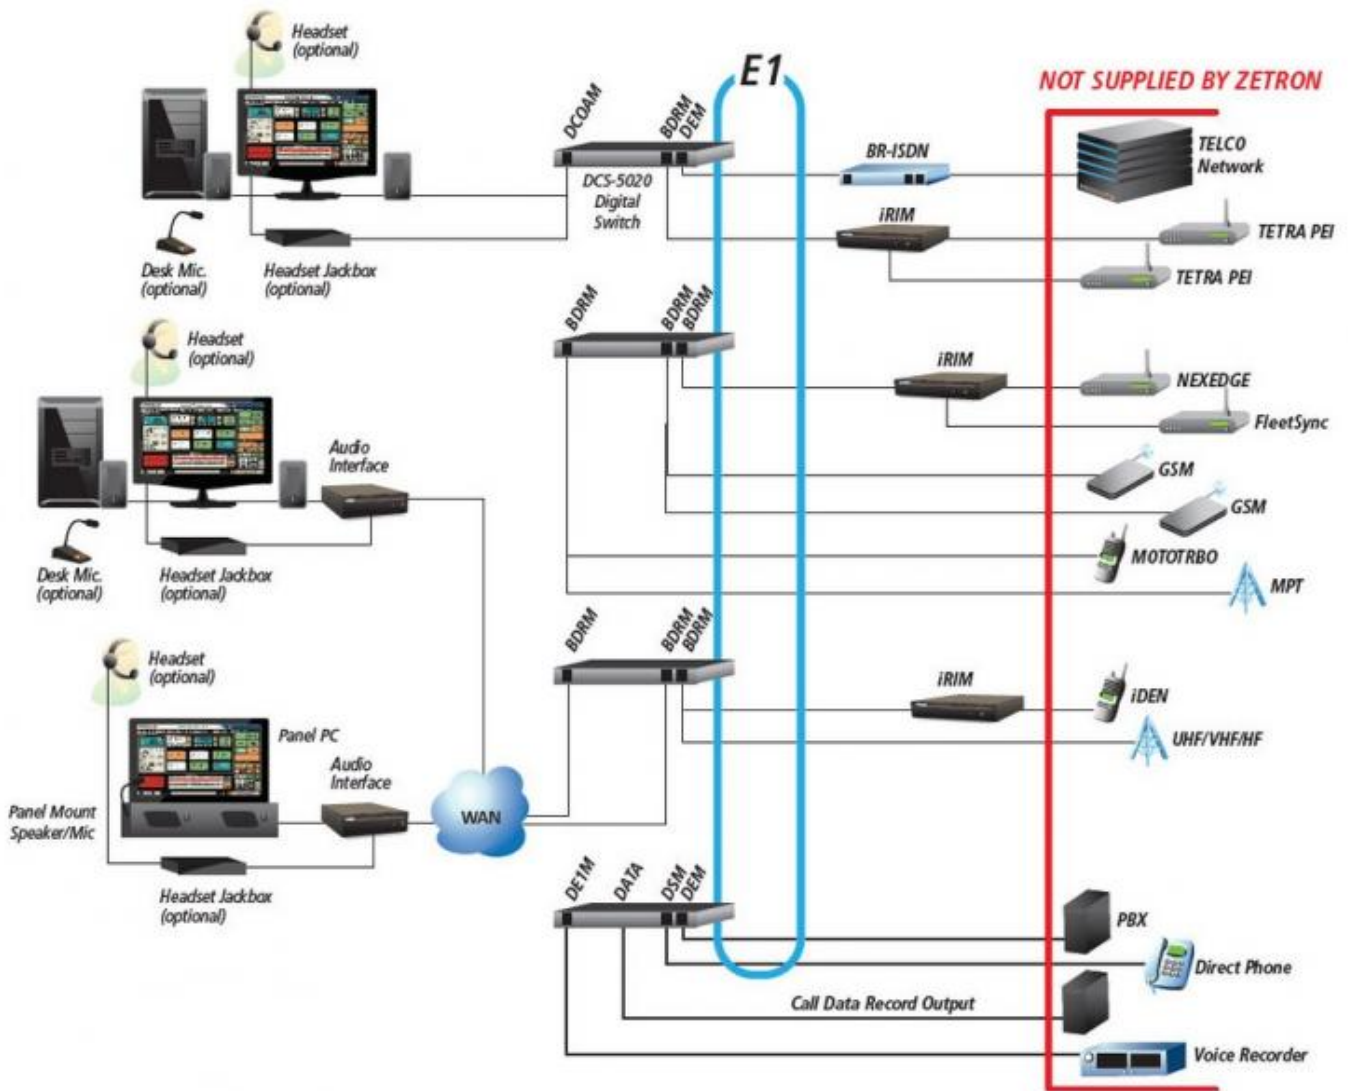 E1
NOT SUPPLIED BY ZETRON
Headset
(optional)
DCOAM
BDRM
DEM
DCS-5020
Digital
Switch
BR-ISDN
TELCO
Network
iRIM
TETRA PEI
TETRA PEI
Desk Mic.
(optional)
Headset Jackbox
(optional)
BDRM
BDRM
BDRM
Headset
(optional)
iRIM
NEXEDGE
FleetSync
Audio
Interface
GSM
GSM
MOTOTRBO
MPT
Desk Mic.
(optional)
Headset Jackbox
(optional)
BDRM
BDRM
BDRM
Headset
(optional)
iRIM
iDEN
UHF/VHF/HF
Panel PC
Audio
Interface
Panel Mount
Speaker/Mic
WAN
Headset Jackbox
(optional)
DE1M
DATA
DSM
DEM
PBX
Direct Phone
Call Data Record Output
Voice Recorder